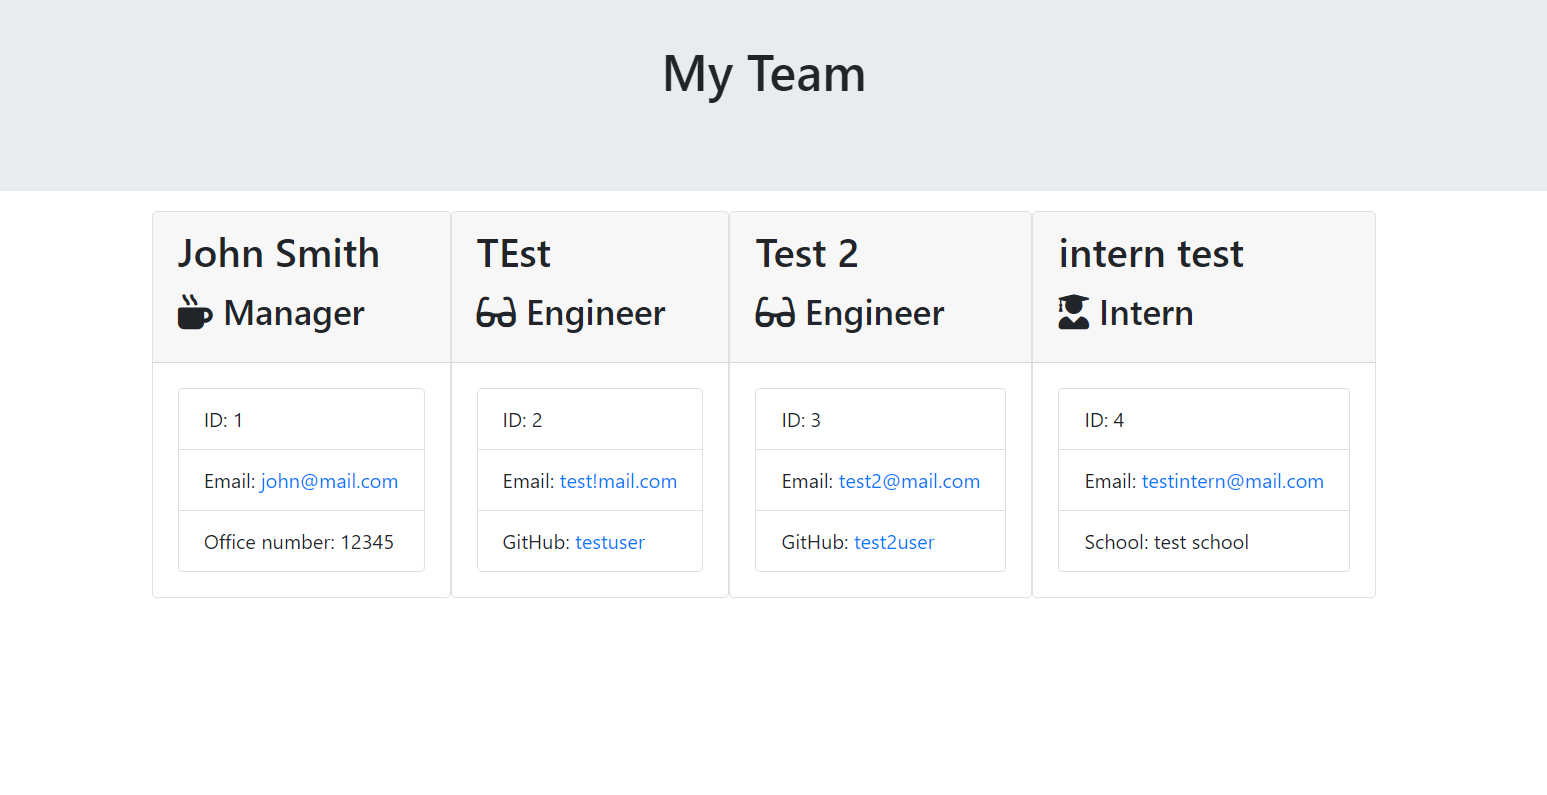 My Team
John Smith
Manager
ID: 1
Email: john@mail.com
Office number: 12345
TEst
Engineer
ID: 2
Email: test!mail.com
GitHub: testuser
Test 2
Engineer
ID: 3
Email: test2@mail.com
GitHub: test2user
intern test
Intern
ID: 4
Email: testintern@mail.com
School: test school